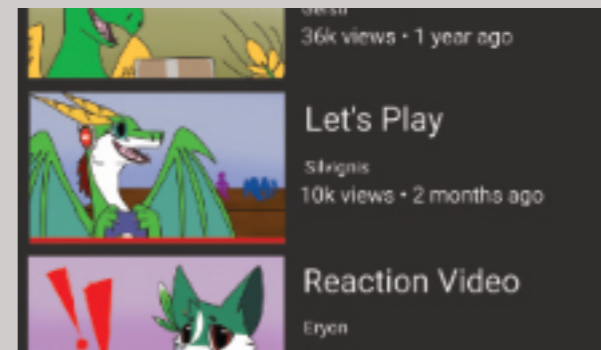 36k views • 1 year ago
Let's Play
Silvignis
10k views • 2 months ago
Reaction Video
Eryon